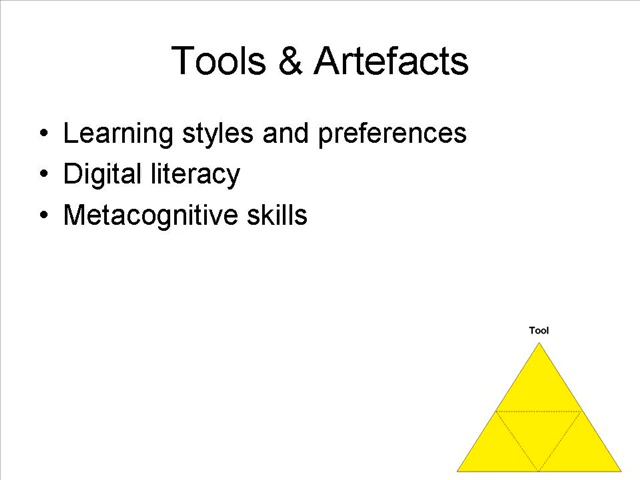 Tools & Artefacts
• Learning styles and preferences
• Digital literacy
• Metacognitive skills
Tool